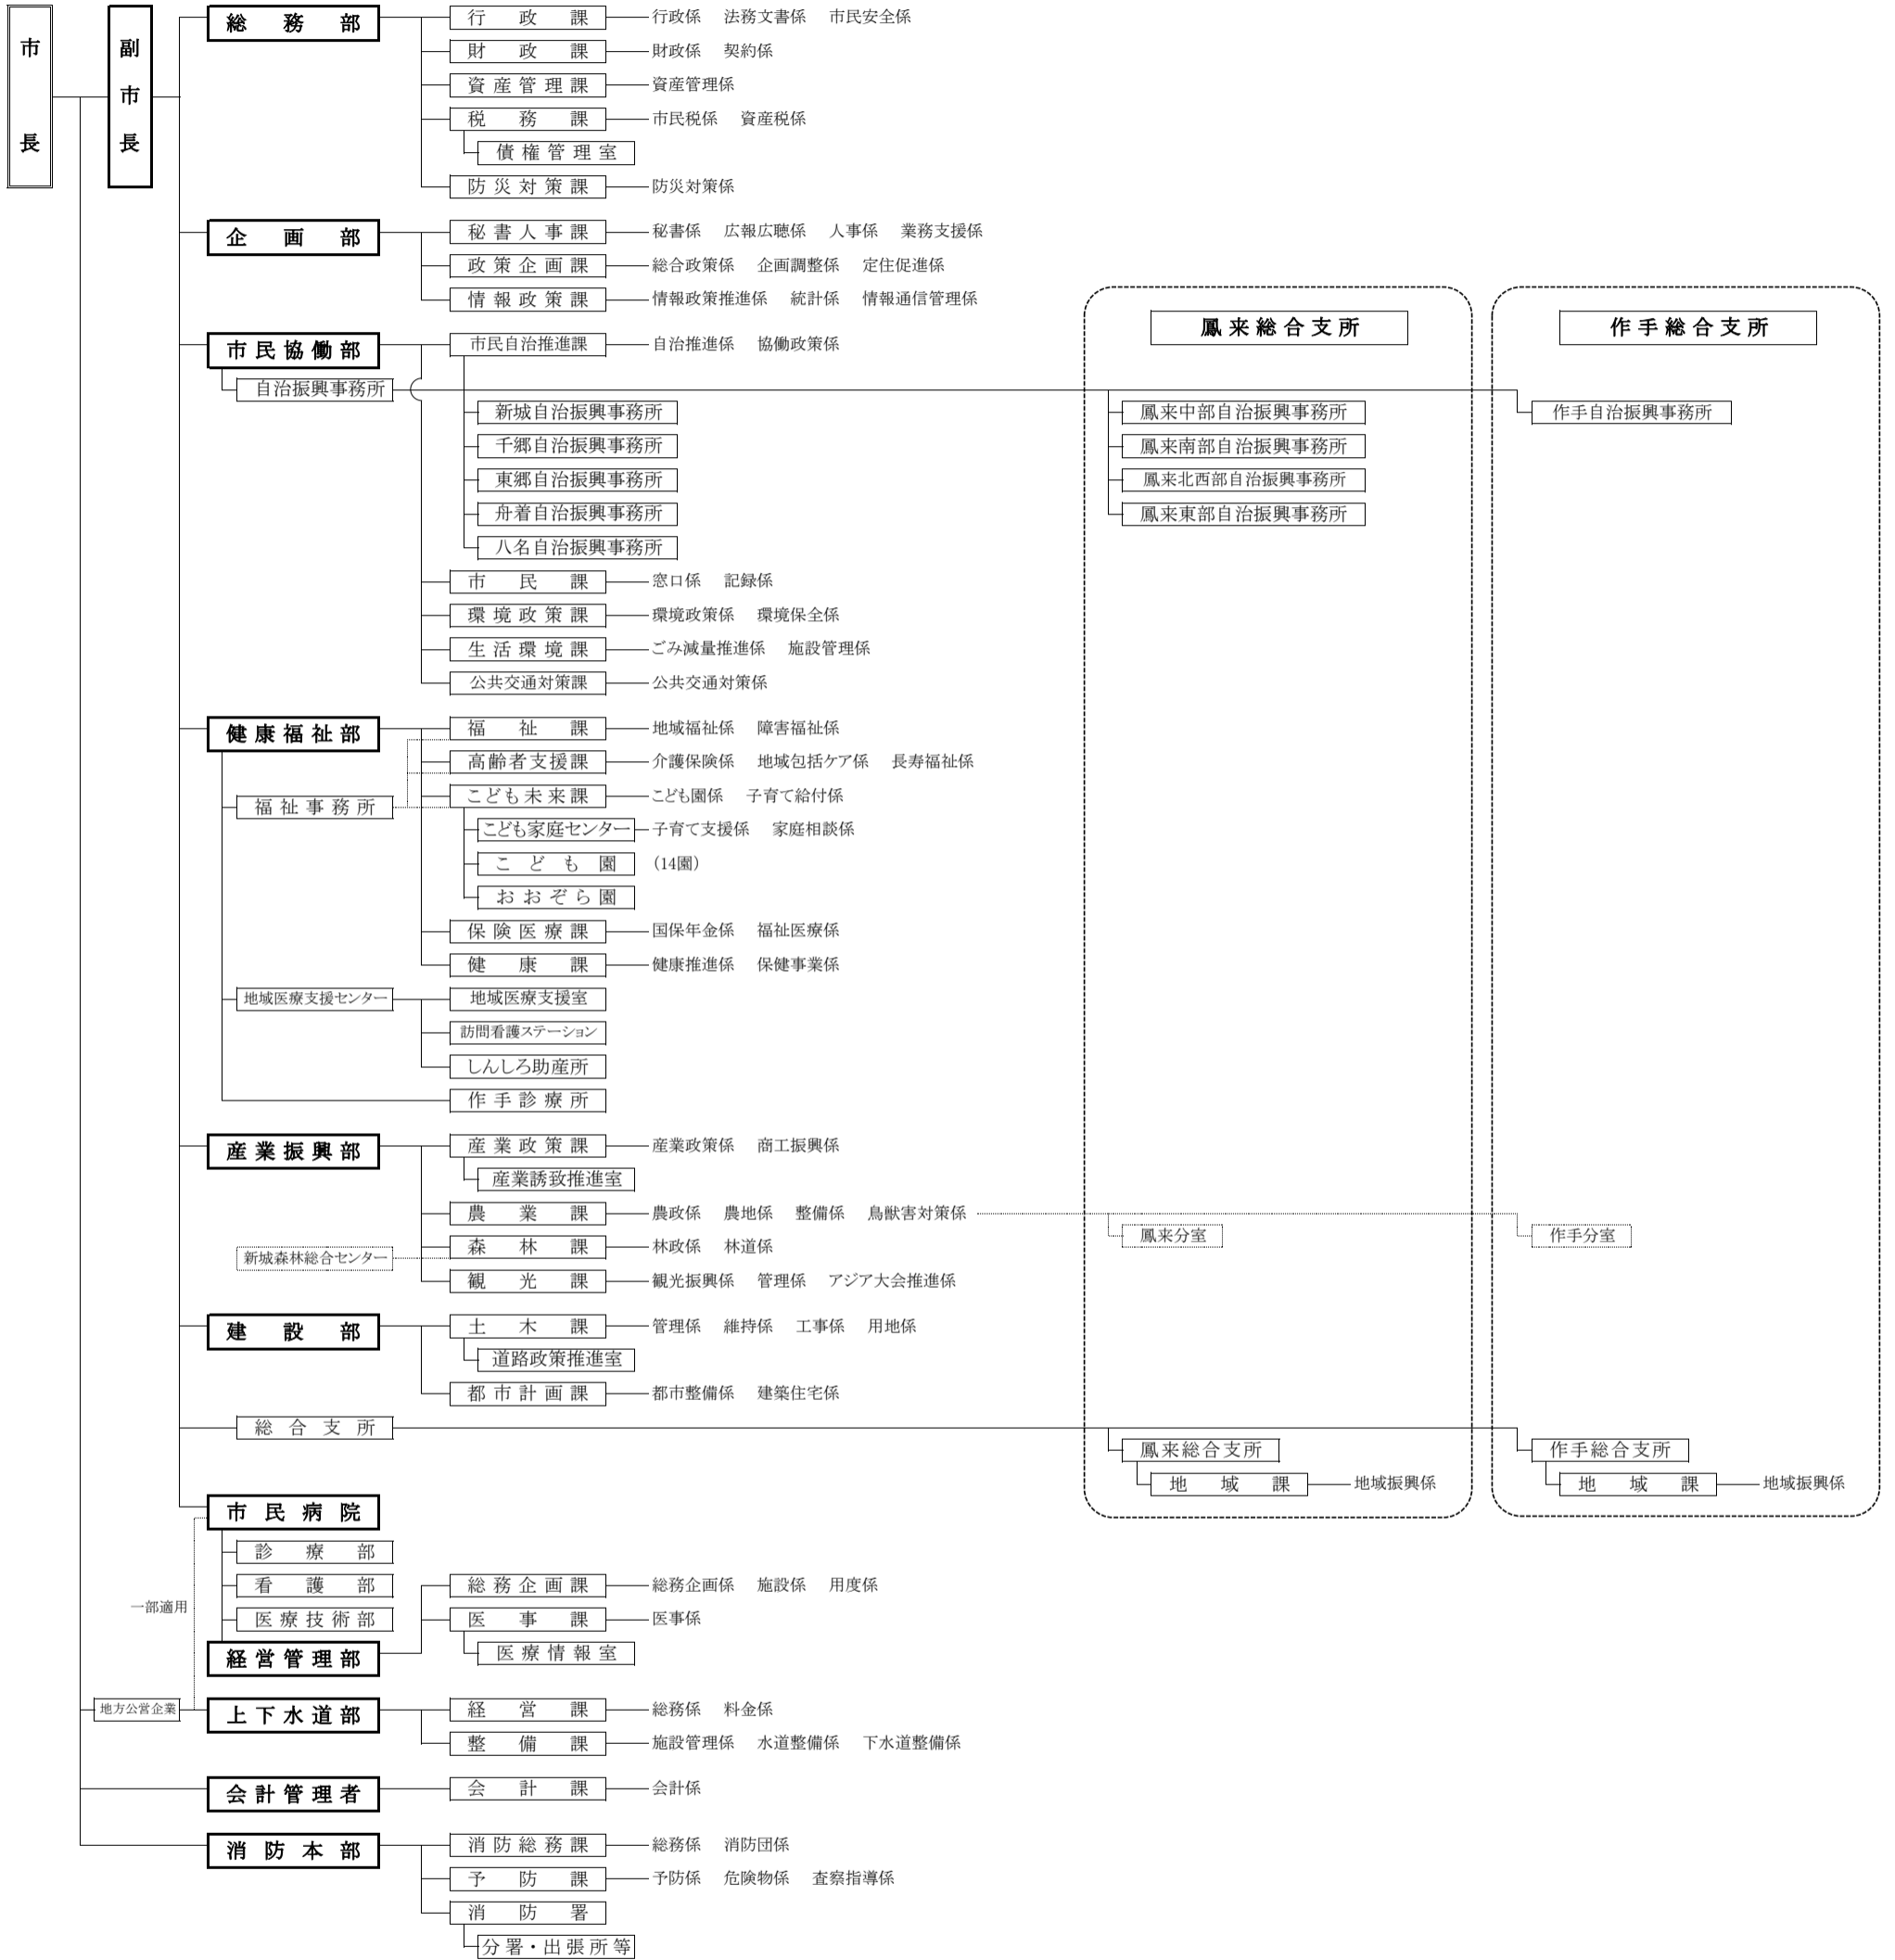 市長
副市長
総務部 行政課 行政係 法務文書係 市民安全係
財政課 財政係 契約係
資産管理課 資産管理係
税務課 市民税係 資産税係
債権管理室
防災対策課 防災対策係
企画部 秘書人事課 秘書係 広報広聴係 人事係 業務支援係
政策企画課 総合政策係 企画調整係 定住促進係
情報政策課 情報政策推進係 統計係 情報通信管理係
鳳来総合支所 作手総合支所
市民協働部 市民自治推進課 自治推進係 協働政策係
自治振興事務所
新城自治振興事務所 鳳来中部自治振興事務所 作手自治振興事務所
千郷自治振興事務所 鳳来南部自治振興事務所
東郷自治振興事務所 鳳来北西部自治振興事務所
舟着自治振興事務所 鳳来東部自治振興事務所
八名自治振興事務所
市民課 窓口係 記録係
環境政策課 環境政策係 環境保全係
生活環境課 ごみ減量推進係 施設管理係
公共交通対策課 公共交通対策係
健康福祉部 福祉課 地域福祉係 障害福祉係
高齢者支援課 介護保険係 地域包括ケア係 長寿福祉係
こども未来課 こども園係 子育て給付係
福祉事務所
こども家庭センター 子育て支援係 家庭相談係
こども園 (14園)
おおぞら園
保険医療課 国保年金係 福祉医療係
健康課 健康推進係 保健事業係
地域医療支援センター 地域医療支援室
訪問看護ステーション
しんしろ助産所
作手診療所
産業振興部 産業政策課 産業政策係 商工振興係
産業誘致推進室
農業課 農政係 農地係 整備係 鳥獣害対策係
鳳来分室 作手分室
森林課 林政係 林道係
新城森林総合センター
観光課 観光振興係 管理係 アジア大会推進係
建設部 土木課 管理係 維持係 工事係 用地係
道路政策推進室
都市計画課 都市整備係 建築住宅係
総合支所
鳳来総合支所 作手総合支所
地域課 地域振興係 地域課 地域振興係
市民病院
診療部
看護部 総務企画課 総務企画係 施設係 用度係
一部適用
医療技術部 医事課 医事係
経営管理部 医療情報室
地方公営企業 上下水道部 経営課 総務係 料金係
整備課 施設管理係 水道整備係 下水道整備係
会計管理者 会計課 会計係
消防本部 消防総務課 総務係 消防団係
予防課 予防係 危険物係 査察指導係
消防署
分署・出張所等